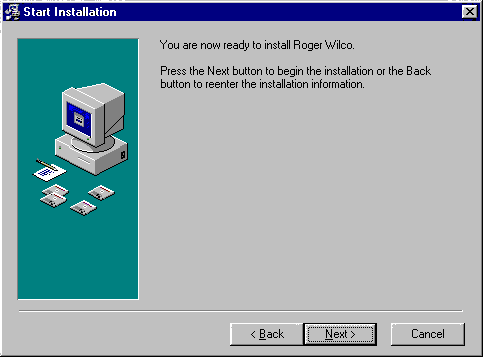 Start Installation
You are now ready to install Roger Wilco.
Press the Next button to begin the installation or the Back
button to reenter the installation information.
< Back
Next >
Cancel